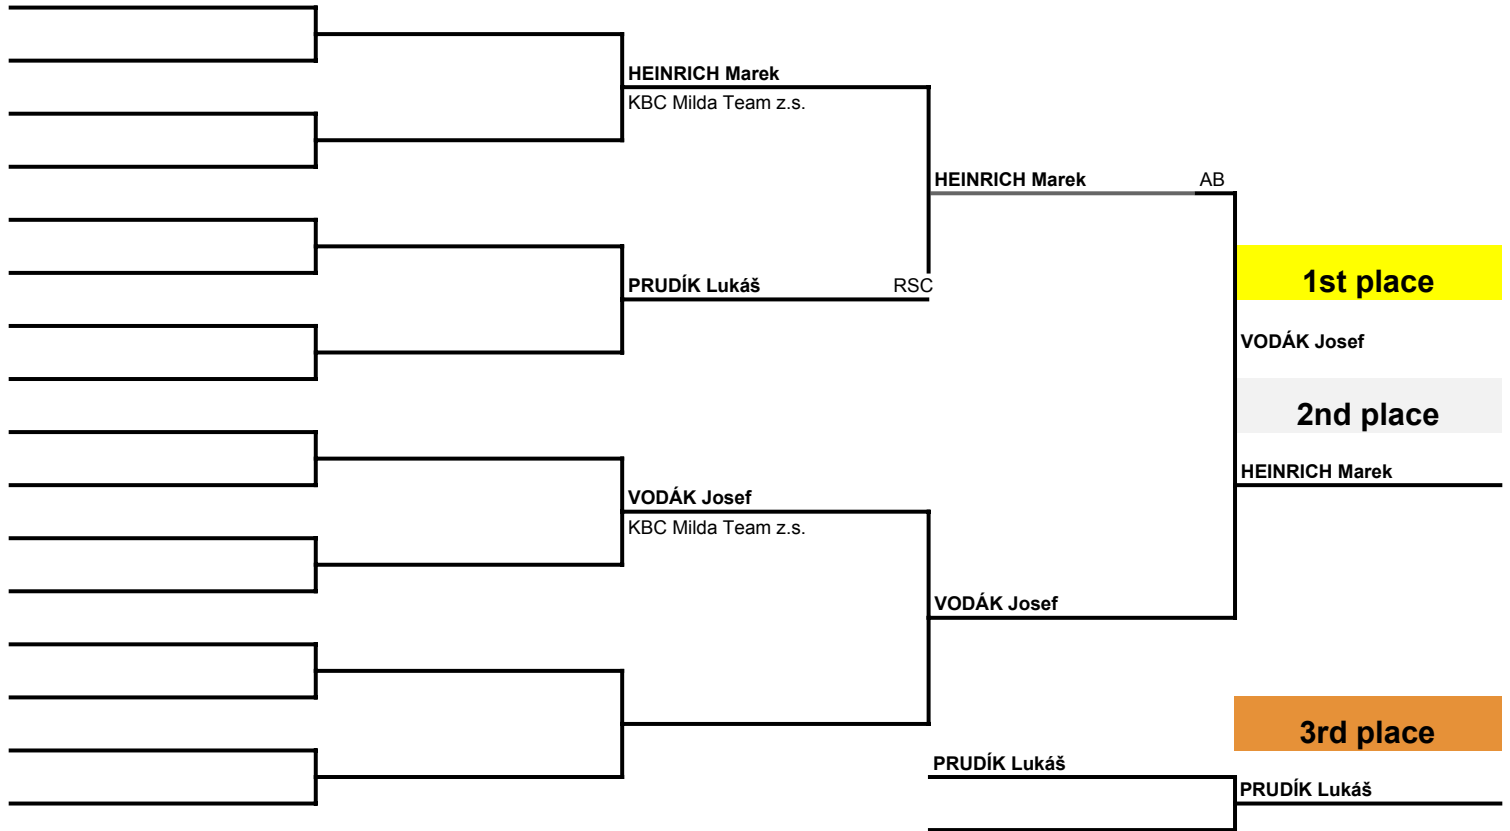 HEINRICH Marek
KBC Milda Team z.s.
HEINRICH Marek AB
PRUDÍK Lukáš RSC
1st place
VODÁK Josef
2nd place
HEINRICH Marek
VODÁK Josef
KBC Milda Team z.s.
VODÁK Josef
3rd place
PRUDÍK Lukáš
PRUDÍK Lukáš